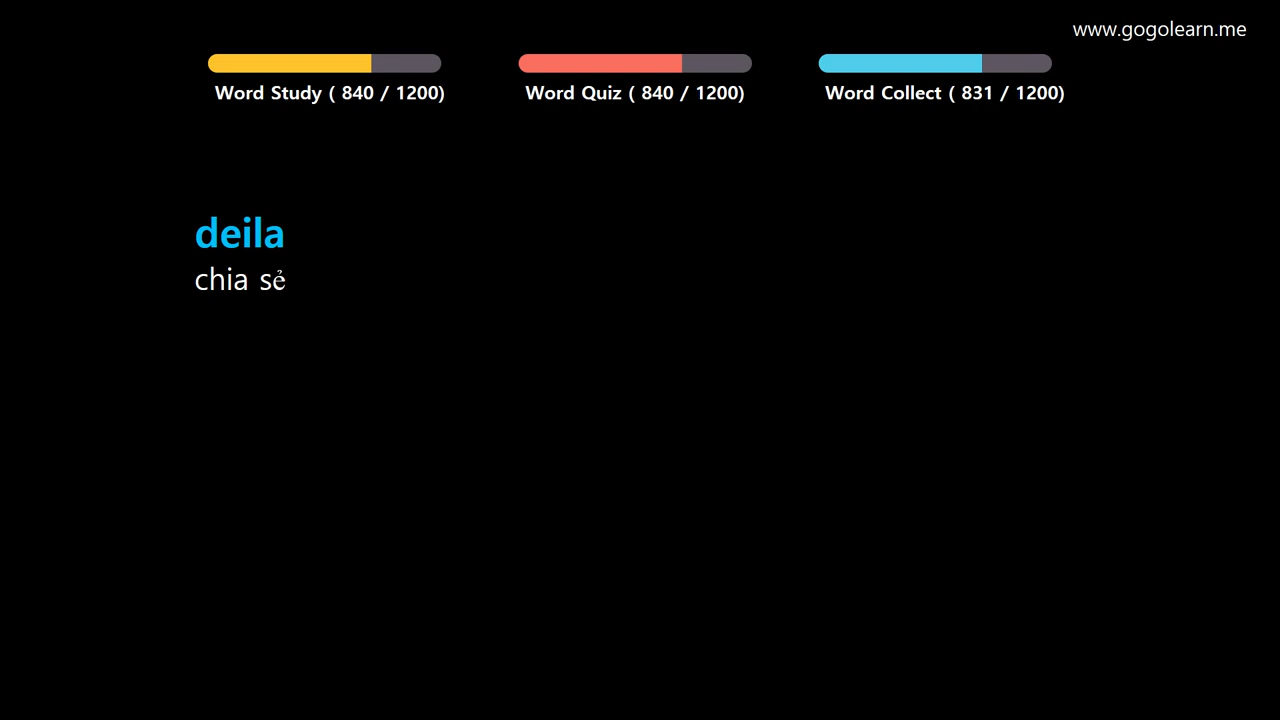 www.gogolearn.me
Word Study ( 840 / 1200)
Word Quiz ( 840 / 1200)
Word Collect ( 831 / 1200)
deila
chia sẻ